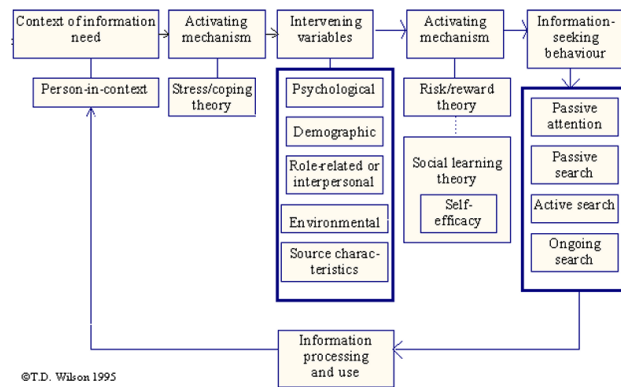 Context of information
need
Activating
mechanism
Intervening
variables
Activating
mechanism
Information-
seeking
behaviour
Person-in-context
Stress/coping
theory
Psychological
Demographic
Role-related or
interpersonal
Environmental
Source charac-
teristics
Risk/reward
theory
Social learning
theory
Self-
efficacy
Passive
attention
Passive
search
Active search
Ongoing
search
Information
processing
and use
©T.D. Wilson 1995